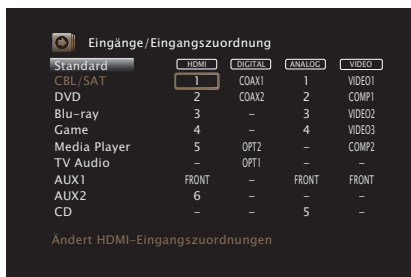 Eingänge/Eingangszuordnung
Standard HDMI DIGITAL ANALOG VIDEO
CBL/SAT 1 COAX1 1 VIDEO1
DVD 2 COAX2 2 COMP1
Blu-ray 3 – 3 VIDEO2
Game 4 – 4 VIDEO3
Media Player 5 OPT2 – COMP2
TV Audio – OPT1 – –
AUX1 FRONT – FRONT FRONT
AUX2 6 – – –
CD – – 5 –
Ändert HDMI-Eingangszuordnungen